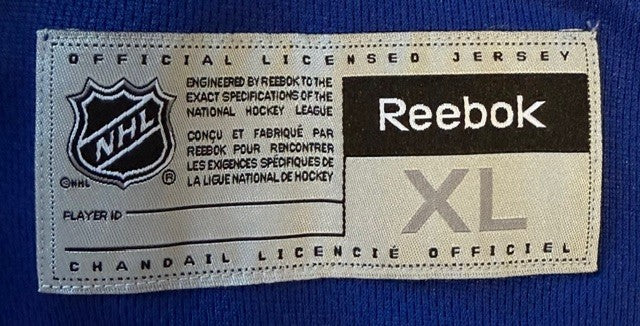 OFFICIAL LICENSED JERSEY
NHL
©NHL
®
ENGINEERED BY REEBOK TO THE
EXACT SPECIFICATIONS OF THE
NATIONAL HOCKEY LEAGUE
CONÇU ET FABRIQUÉ PAR
REEBOK POUR RENCONTRER
LES EXIGENCES SPÉCIFIQUES DE
LA LIGUE NATIONAL DE HOCKEY
PLAYER ID
Reebok
XL
CHANDAIL LICENCIÉ OFFICIEL